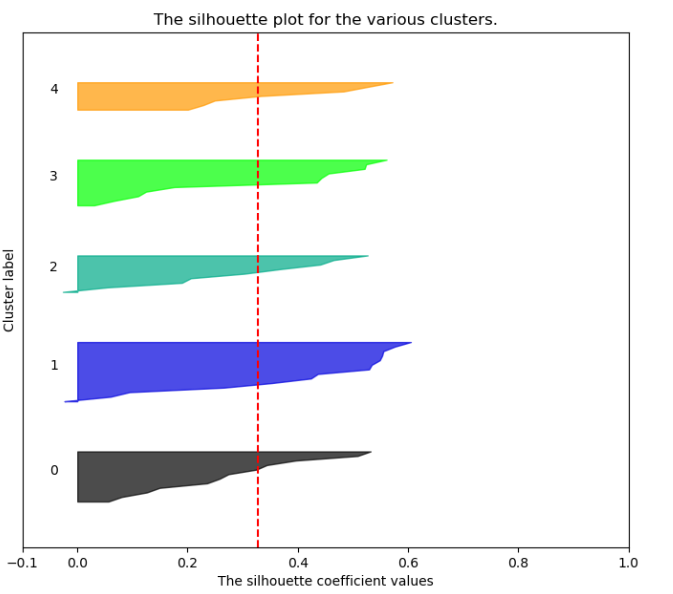 The silhouette plot for the various clusters.
4
3
2
1
0
Cluster label
−0.1 0.0 0.2 0.4 0.6 0.8 1.0
The silhouette coefficient values